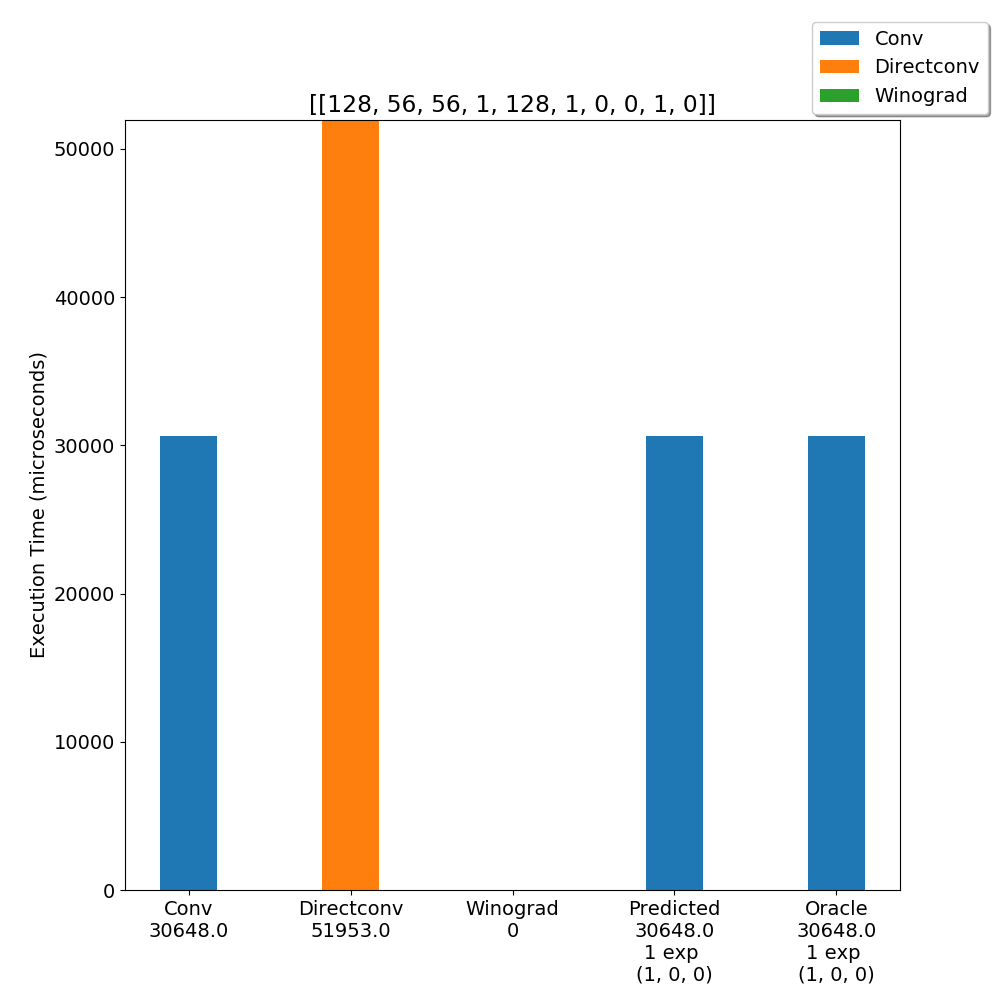 Conv
Directconv
Winograd
[[128, 56, 56, 1, 128, 1, 0, 0, 1, 0]]
Execution Time (microseconds)
50000
40000
30000
20000
10000
0
Conv
30648.0
Directconv
51953.0
Winograd
0
Predicted
30648.0
1 exp
(1, 0, 0)
Oracle
30648.0
1 exp
(1, 0, 0)